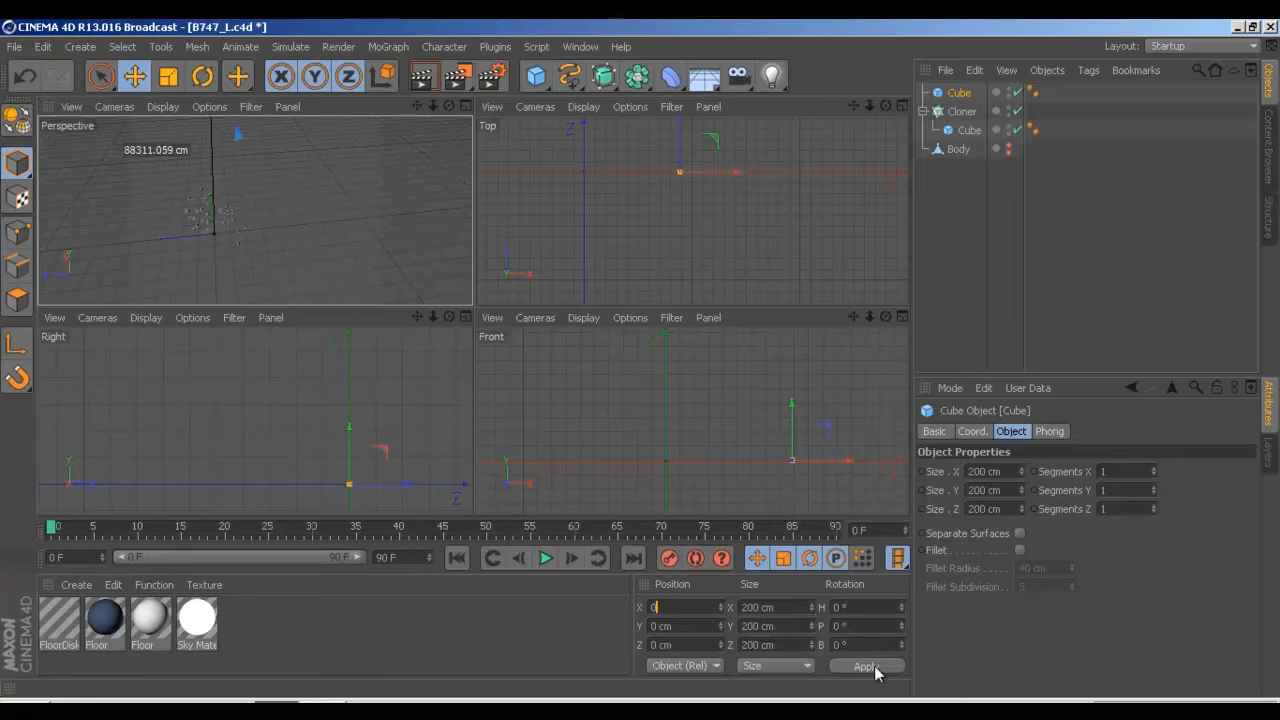 CINEMA 4D R13.016 Broadcast - [B747_L.c4d *]
File Edit Create Select Tools Mesh Animate Simulate Render MoGraph Character Plugins Script Window Help Layout: Startup
File Edit View Objects Tags Bookmarks
View Cameras Display Options Filter Panel
View Cameras Display Options Filter Panel
Perspective
Top
88311.059 cm
Cube
Cloner
Cube
Body
Objects
Content Browser
Structure
View Cameras Display Options Filter Panel
View Cameras Display Options Filter Panel
Right
Front
Z
Y
X
Z
Mode Edit User Data
Cube Object [Cube]
Basic Coord. Object Phong
Object Properties
Size . X 200 cm Segments X 1
Size . Y 200 cm Segments Y 1
Size . Z 200 cm Segments Z 1
Separate Surfaces
Fillet
Fillet Radius 40 cm
Fillet Subdivision 5
Attributes
Layers
0 5 10 15 20 25 30 35 40 45 50 55 60 65 70 75 80 85 90 0 F
0 F 0 F 90 F 90 F
Create Edit Function Texture
FloorDisk Floor Floor Sky Mate
Position Size Rotation
X 0 X 200 cm H 0 °
Y 0 cm Y 200 cm P 0 °
Z 0 cm Z 200 cm B 0 °
Object (Rel) Size Apply
MAXON
CINEMA 4D